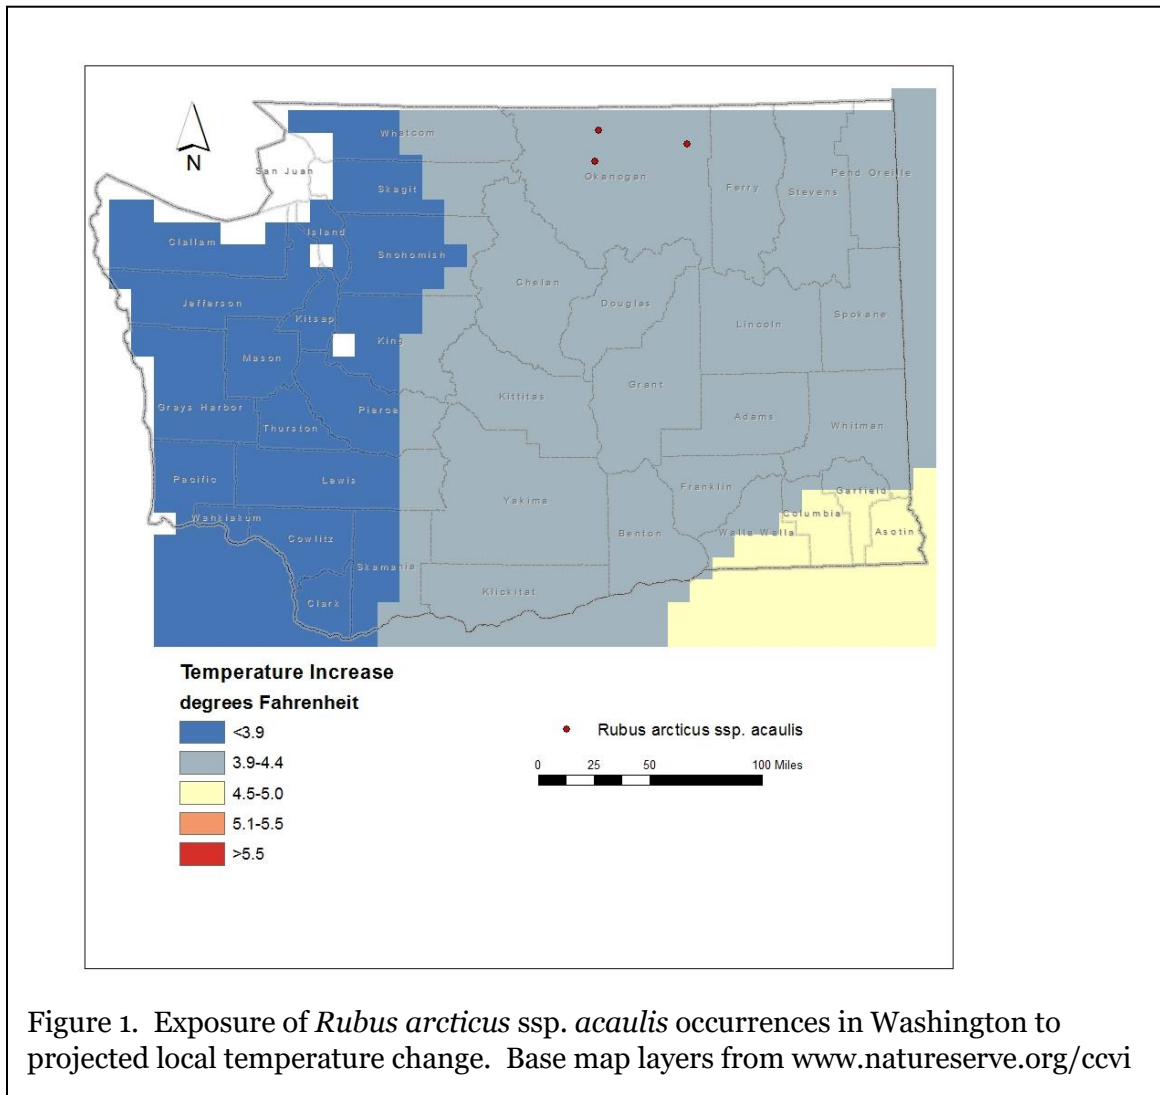 N
Whatcom
San Juan
Skagit
Okanogan
Ferry
Stevens
Pend Oreille
Clallam
Island
Snohomish
Chelan
Jefferson
Kitsap
King
Douglas
Lincoln
Spokane
Mason
Grays Harbor
Pierce
Kittitas
Grant
Adams
Whitman
Thurston
Pacific
Lewis
Yakima
Franklin
Garfield
Wahkiakum
Columbia
Asotin
Cowlitz
Benton
Walla Walla
Skamania
Clark
Klickitat
Temperature Increase
degrees Fahrenheit
<3.9
3.9-4.4
4.5-5.0
5.1-5.5
>5.5
Rubus arcticus ssp. acaulis
0 25 50 100 Miles
Figure 1. Exposure of Rubus arcticus ssp. acaulis occurrences in Washington to
projected local temperature change. Base map layers from www.natureserve.org/ccvi